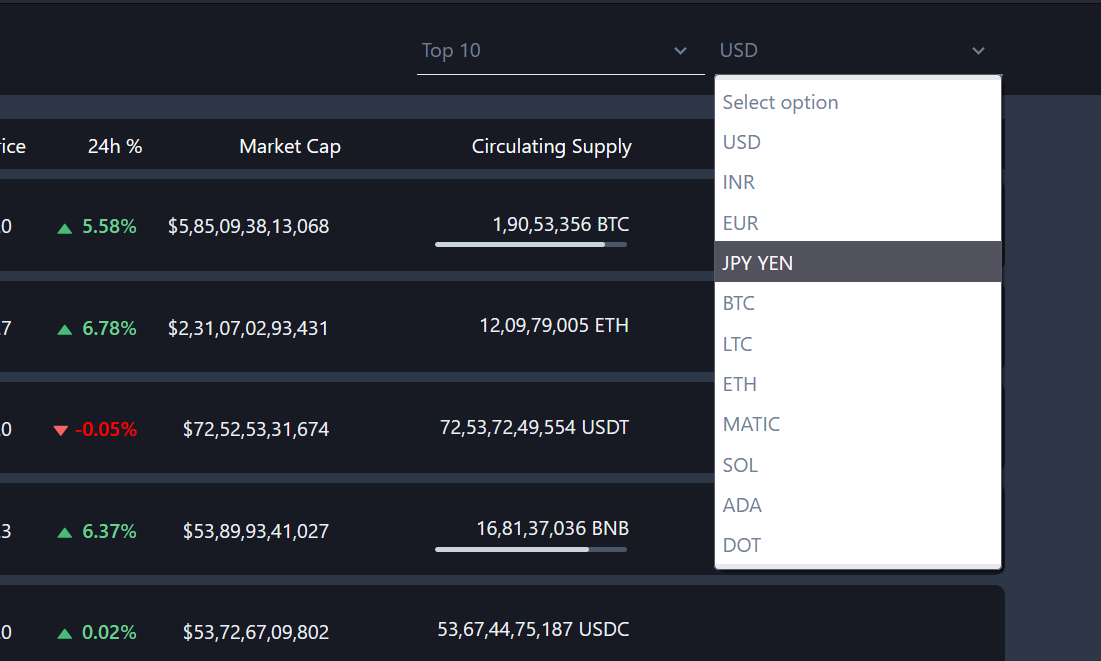 Top 10 USD
rice 24h % Market Cap Circulating Supply
.0 5.58% $5,85,09,38,13,068 1,90,53,356 BTC
.7 6.78% $2,31,07,02,93,431 12,09,79,005 ETH
.0 -0.05% $72,52,53,31,674 72,53,72,49,554 USDT
.3 6.37% $53,89,93,41,027 16,81,37,036 BNB
.0 0.02% $53,72,67,09,802 53,67,44,75,187 USDC
Select option
USD
INR
EUR
JPY YEN
BTC
LTC
ETH
MATIC
SOL
ADA
DOT